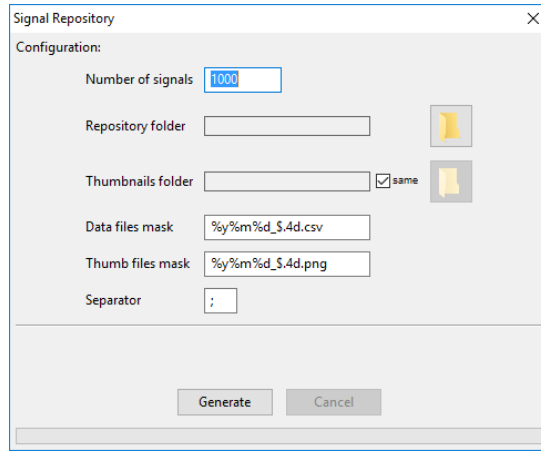 Signal Repository
Configuration:
Number of signals 1000
Repository folder
Thumbnails folder same
Data files mask %y%m%d_$.4d.csv
Thumb files mask %y%m%d_$.4d.png
Separator ;
Generate Cancel